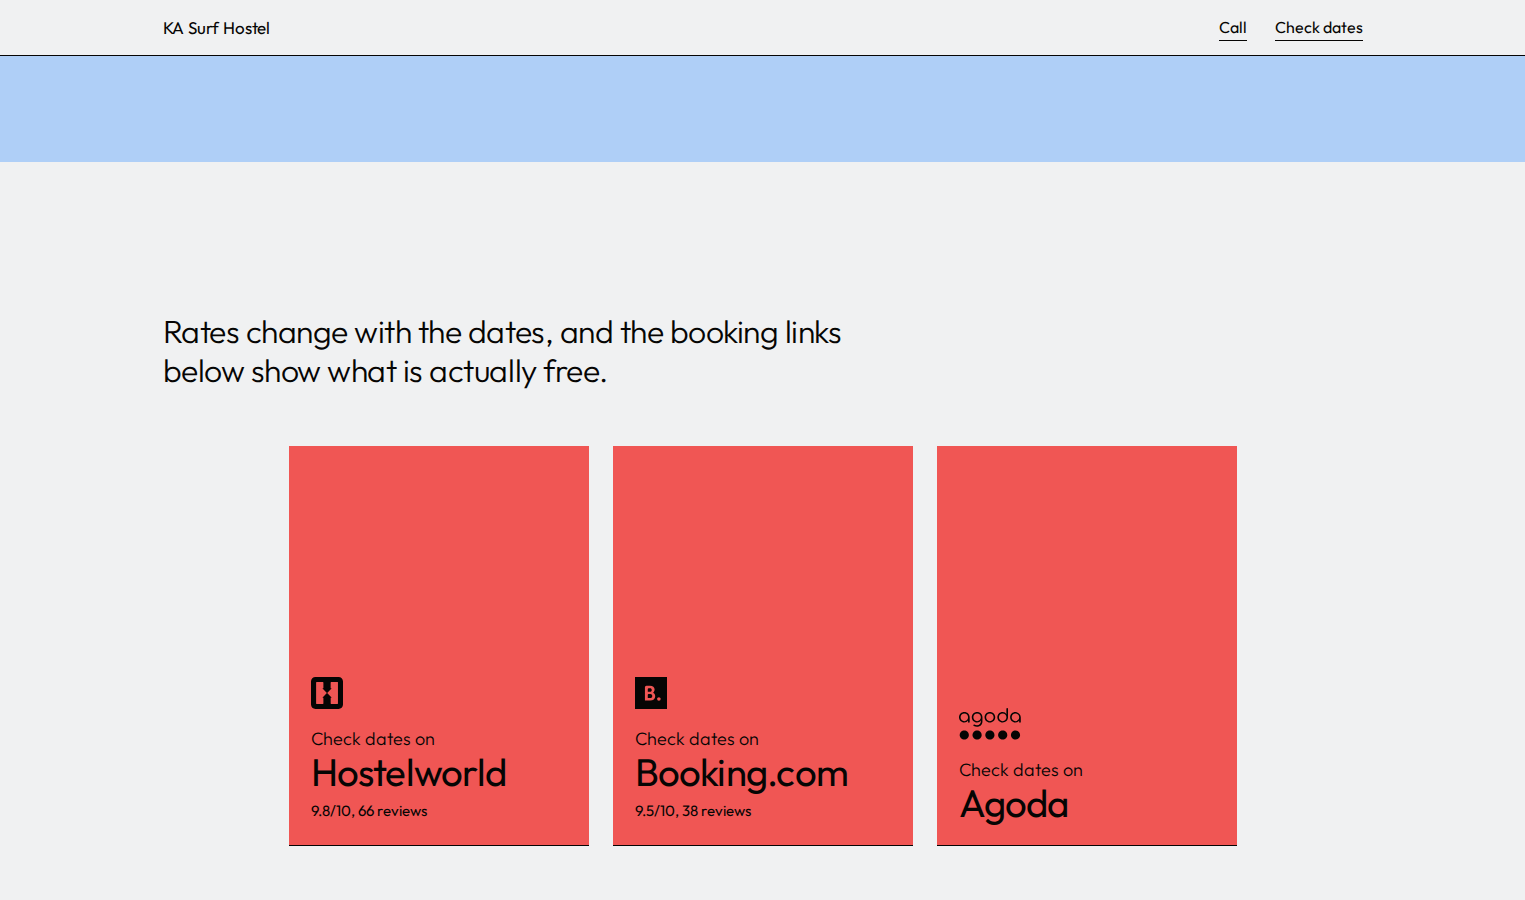 KA Surf Hostel
Call
Check dates
Rates change with the dates, and the booking links
below show what is actually free.
H
Check dates on
Hostelworld
9.8/10, 66 reviews
B.
Check dates on
Booking.com
9.5/10, 38 reviews
agoda
Check dates on
Agoda